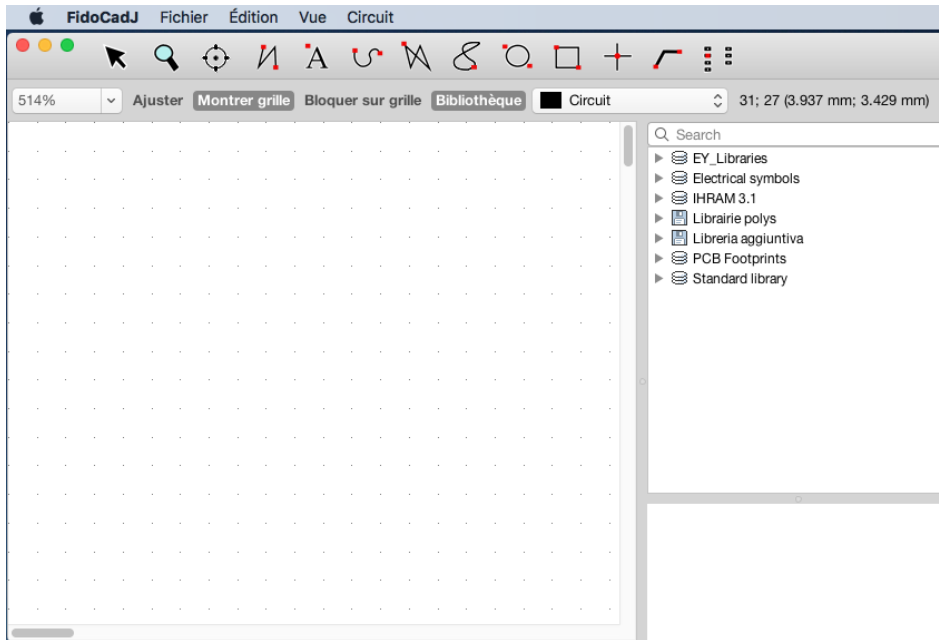 FidoCadJ Fichier Édition Vue Circuit
A
514% Ajuster Montrer grille Bloquer sur grille Bibliothèque Circuit 31; 27 (3.937 mm; 3.429 mm)
Search
EY_Libraries
Electrical symbols
IHRAM 3.1
Librairie polys
Libreria aggiuntiva
PCB Footprints
Standard library